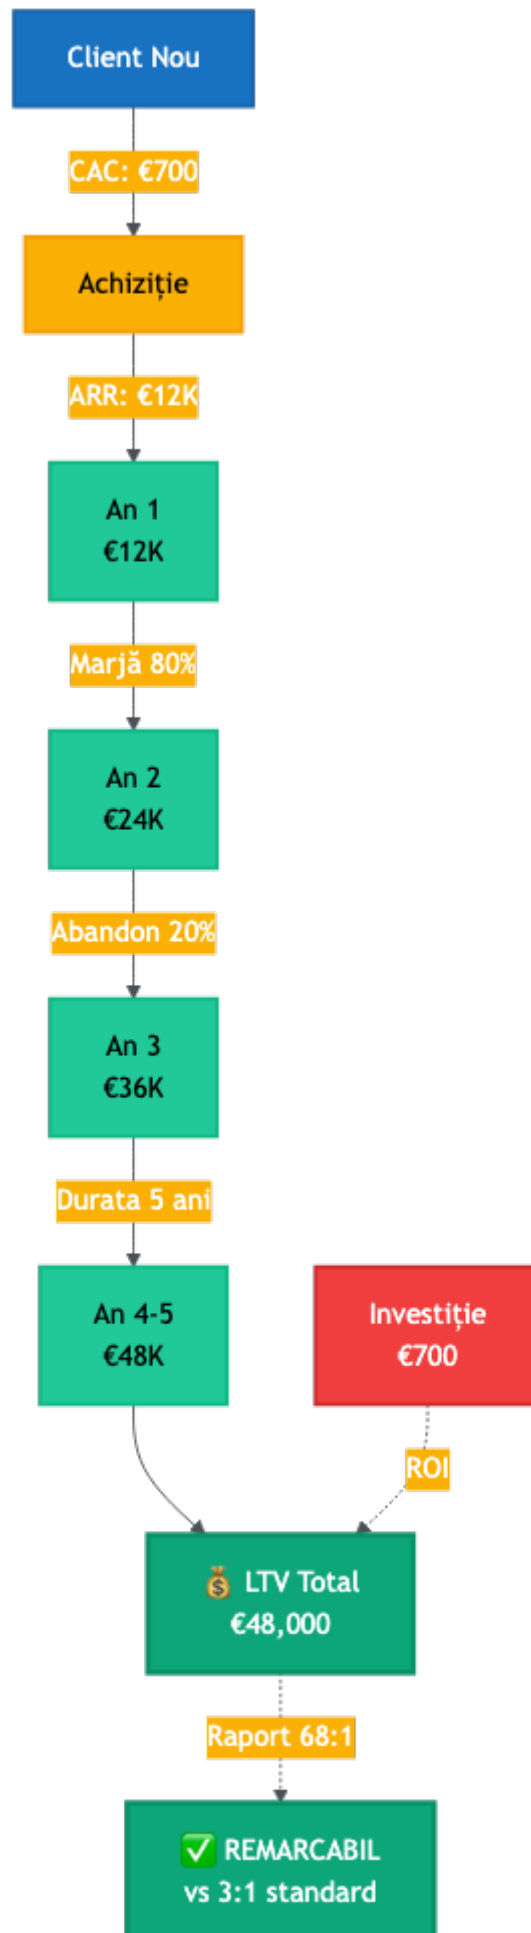 Client Nou
CAC: €700
Achiziție
ARR: €12K
An 1
€12K
Marjă 80%
An 2
€24K
Abandon 20%
An 3
€36K
Durata 5 ani
An 4-5
€48K
Investiție
€700
ROI
💰 LTV Total
€48,000
Raport 68:1
✅ REMARCABIL
vs 3:1 standard